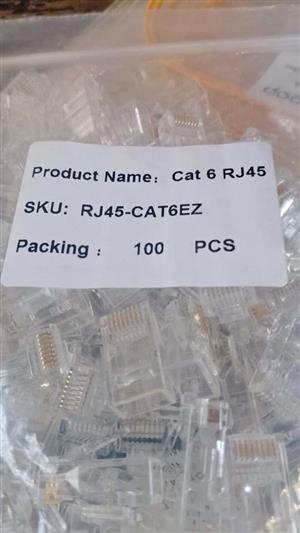 Product Name: Cat 6 RJ45
SKU: RJ45-CAT6EZ
Packing : 100 PCS